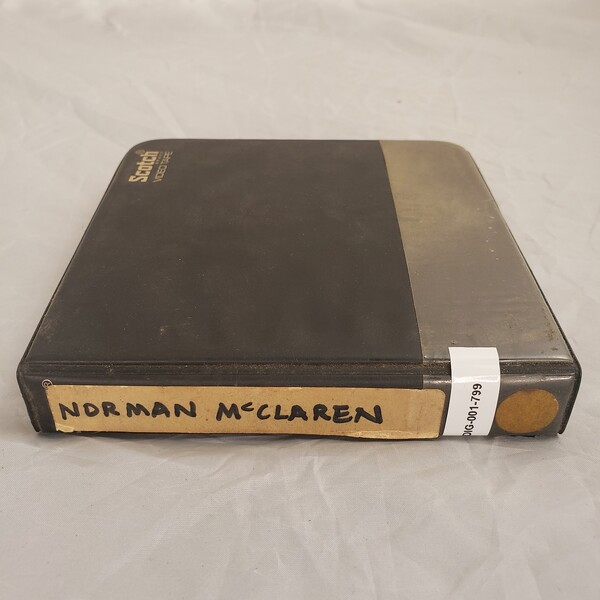 Scotch®
VIDEO TAPE
NORMAN McCLAREN
DIG-001-799